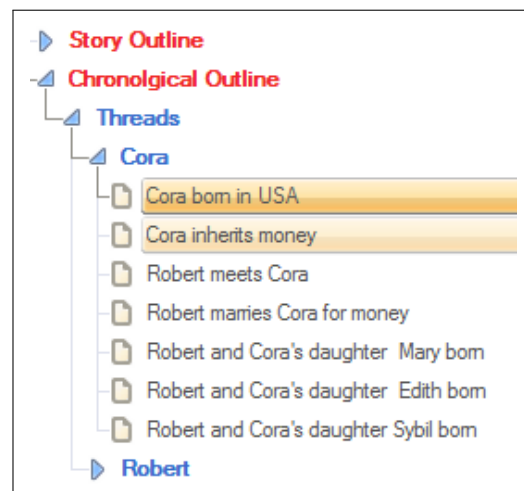 Story Outline
Chronolgical Outline
Threads
Cora
Cora born in USA
Cora inherits money
Robert meets Cora
Robert marries Cora for money
Robert and Cora's daughter  Mary born
Robert and Cora's daughter  Edith born
Robert and Cora's daughter Sybil born
Robert